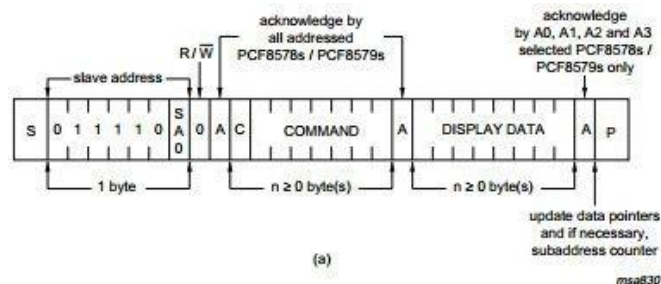 acknowledge by
all addressed
PCF8578s / PCF8579s
acknowledge
by A0, A1, A2 and A3
selected PCF8578s /
PCF8579s only
R / W
slave address
S 0 1 1 1 1 0 SA0 0 A C COMMAND A DISPLAY DATA A P
1 byte
n ≥ 0 byte(s)
n ≥ 0 byte(s)
update data pointers
and if necessary,
subaddress counter
(a)
msa830